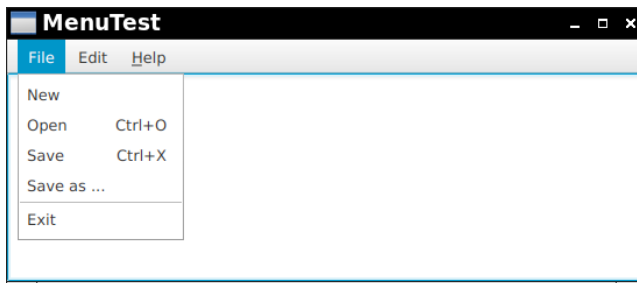 MenuTest
File Edit Help
New
Open Ctrl+O
Save Ctrl+X
Save as ...
Exit